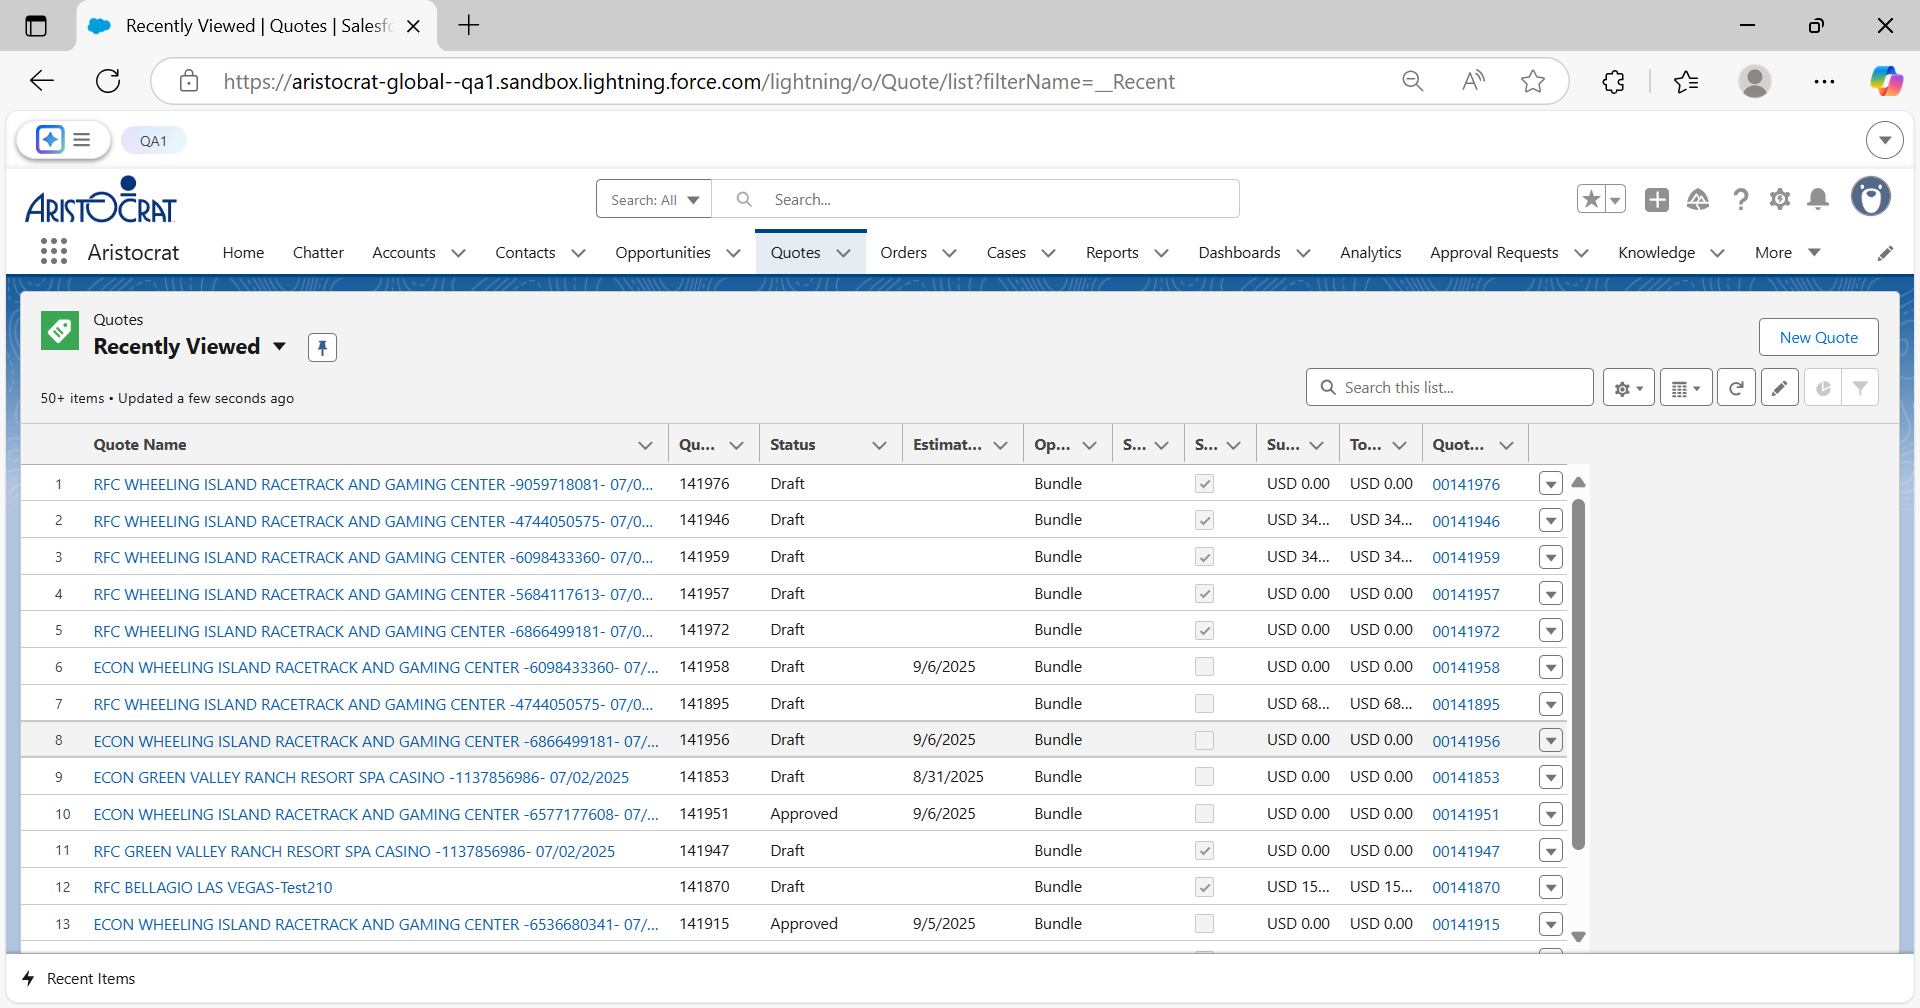 Recently Viewed | Quotes | Salesfo
https://aristocrat-global--qa1.sandbox.lightning.force.com/lightning/o/Quote/list?filterName=__Recent
QA1
ARISTOCRAT
Search: All
Search...
Aristocrat Home Chatter Accounts Contacts Opportunities Quotes Orders Cases Reports Dashboards Analytics Approval Requests Knowledge More
Quotes
Recently Viewed
New Quote
50+ items • Updated a few seconds ago
Search this list...
Quote Name Qu... Status Estimat... Op... S... S... Su... To... Quot...
1 RFC WHEELING ISLAND RACETRACK AND GAMING CENTER -9059718081- 07/0... 141976 Draft Bundle USD 0.00 USD 0.00 00141976
2 RFC WHEELING ISLAND RACETRACK AND GAMING CENTER -4744050575- 07/0... 141946 Draft Bundle USD 34... USD 34... 00141946
3 RFC WHEELING ISLAND RACETRACK AND GAMING CENTER -6098433360- 07/0... 141959 Draft Bundle USD 34... USD 34... 00141959
4 RFC WHEELING ISLAND RACETRACK AND GAMING CENTER -5684117613- 07/0... 141957 Draft Bundle USD 0.00 USD 0.00 00141957
5 RFC WHEELING ISLAND RACETRACK AND GAMING CENTER -6866499181- 07/0... 141972 Draft Bundle USD 0.00 USD 0.00 00141972
6 ECON WHEELING ISLAND RACETRACK AND GAMING CENTER -6098433360- 07/... 141958 Draft 9/6/2025 Bundle USD 0.00 USD 0.00 00141958
7 RFC WHEELING ISLAND RACETRACK AND GAMING CENTER -4744050575- 07/0... 141895 Draft Bundle USD 68... USD 68... 00141895
8 ECON WHEELING ISLAND RACETRACK AND GAMING CENTER -6866499181- 07/... 141956 Draft 9/6/2025 Bundle USD 0.00 USD 0.00 00141956
9 ECON GREEN VALLEY RANCH RESORT SPA CASINO -1137856986- 07/02/2025 141853 Draft 8/31/2025 Bundle USD 0.00 USD 0.00 00141853
10 ECON WHEELING ISLAND RACETRACK AND GAMING CENTER -6577177608- 07/... 141951 Approved 9/6/2025 Bundle USD 0.00 USD 0.00 00141951
11 RFC GREEN VALLEY RANCH RESORT SPA CASINO -1137856986- 07/02/2025 141947 Draft Bundle USD 0.00 USD 0.00 00141947
12 RFC BELLAGIO LAS VEGAS-Test210 141870 Draft Bundle USD 15... USD 15... 00141870
13 ECON WHEELING ISLAND RACETRACK AND GAMING CENTER -6536680341- 07/... 141915 Approved 9/5/2025 Bundle USD 0.00 USD 0.00 00141915
Recent Items